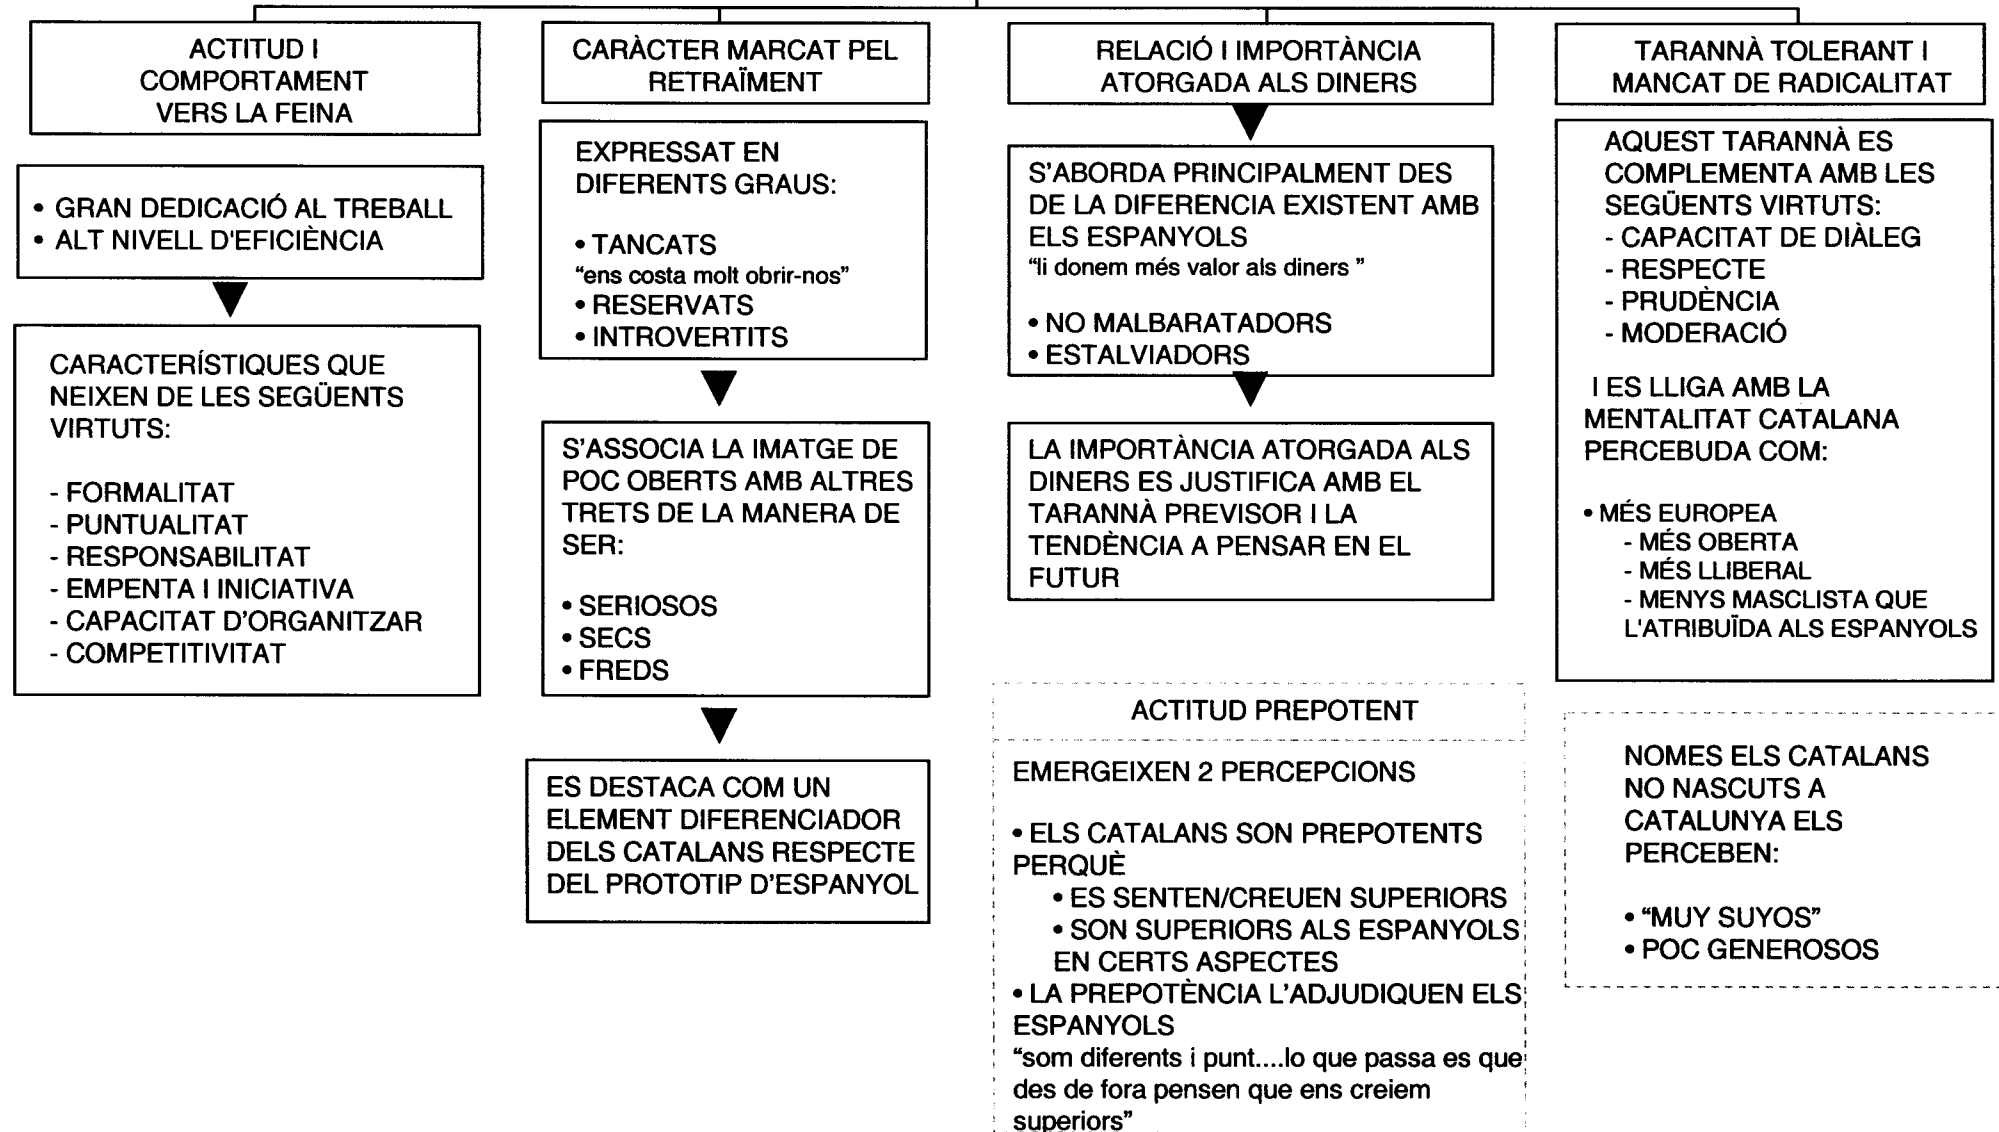 ACTITUD I
COMPORTAMENT
VERS LA FEINA
• GRAN DEDICACIÓ AL TREBALL
• ALT NIVELL D'EFICIÈNCIA
CARACTERÍSTIQUES QUE
NEIXEN DE LES SEGÜENTS
VIRTUTS:
- FORMALITAT
- PUNTUALITAT
- RESPONSABILITAT
- EMPENTA I INICIATIVA
- CAPACITAT D'ORGANITZAR
- COMPETITIVITAT
CARÀCTER MARCAT PEL
RETRAÏMENT
EXPRESSAT EN
DIFERENTS GRAUS:
• TANCATS
“ens costa molt obrir-nos”
• RESERVATS
• INTROVERTITS
S'ASSOCIA LA IMATGE DE
POC OBERTS AMB ALTRES
TRETS DE LA MANERA DE
SER:
• SERIOSOS
• SECS
• FREDS
ES DESTACA COM UN
ELEMENT DIFERENCIADOR
DELS CATALANS RESPECTE
DEL PROTOTIP D'ESPANYOL
RELACIÓ I IMPORTÀNCIA
ATORGADA ALS DINERS
S'ABORDA PRINCIPALMENT DES
DE LA DIFERENCIA EXISTENT AMB
ELS ESPANYOLS
“li donem més valor als diners ”
• NO MALBARATADORS
• ESTALVIADORS
LA IMPORTÀNCIA ATORGADA ALS
DINERS ES JUSTIFICA AMB EL
TARANNÀ PREVISOR I LA
TENDÈNCIA A PENSAR EN EL
FUTUR
ACTITUD PREPOTENT
EMERGEIXEN 2 PERCEPCIONS
• ELS CATALANS SON PREPOTENTS
PERQUÈ
• ES SENTEN/CREUEN SUPERIORS
• SON SUPERIORS ALS ESPANYOLS
EN CERTS ASPECTES
• LA PREPOTÈNCIA L'ADJUDIQUEN ELS
ESPANYOLS
“som diferents i punt....lo que passa es que
des de fora pensen que ens creiem
superiors”
TARANNÀ TOLERANT I
MANCAT DE RADICALITAT
AQUEST TARANNÀ ES
COMPLEMENTA AMB LES
SEGÜENTS VIRTUTS:
- CAPACITAT DE DIÀLEG
- RESPECTE
- PRUDÈNCIA
- MODERACIÓ
I ES LLIGA AMB LA
MENTALITAT CATALANA
PERCEBUDA COM:
• MÉS EUROPEA
- MÉS OBERTA
- MÉS LLIBERAL
- MENYS MASCLISTA QUE
L'ATRIBUÏDA ALS ESPANYOLS
NOMES ELS CATALANS
NO NASCUTS A
CATALUNYA ELS
PERCEBEN:
• “MUY SUYOS”
• POC GENEROSOS